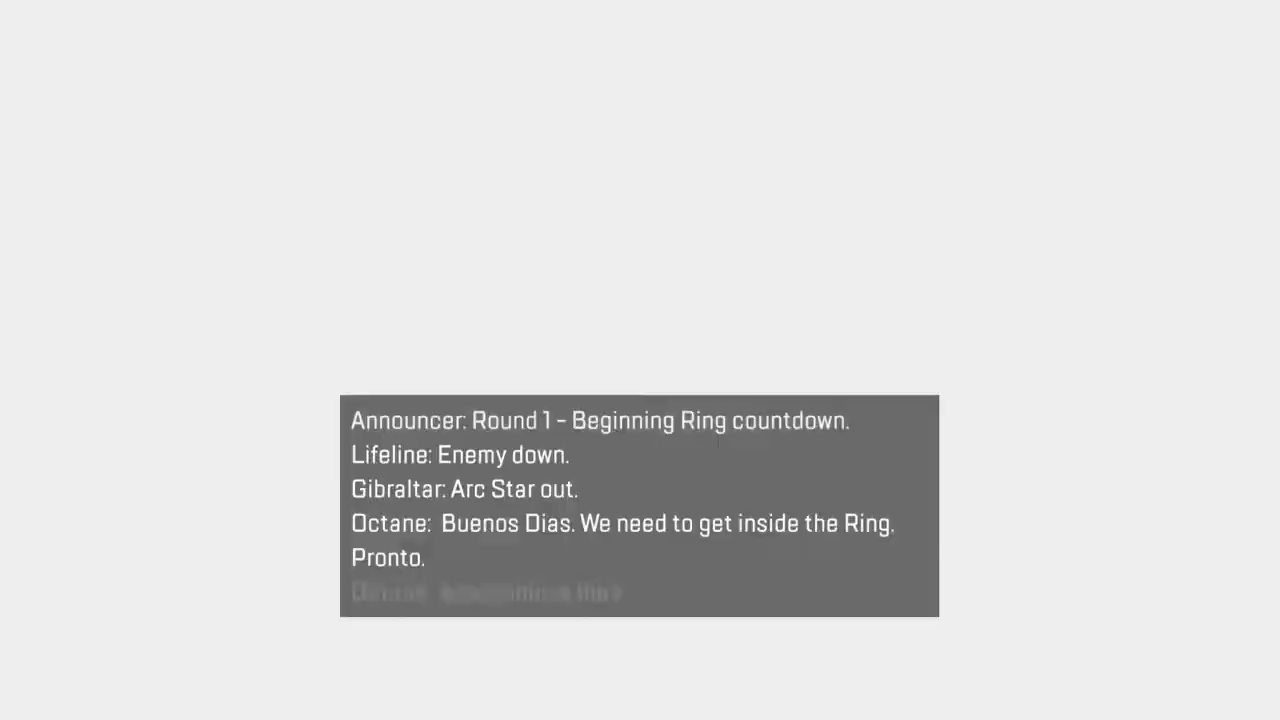 Announcer: Round 1 - Beginning Ring countdown.
Lifeline: Enemy down.
Gibraltar: Arc Star out.
Octane:  Buenos Dias. We need to get inside the Ring.
Pronto.